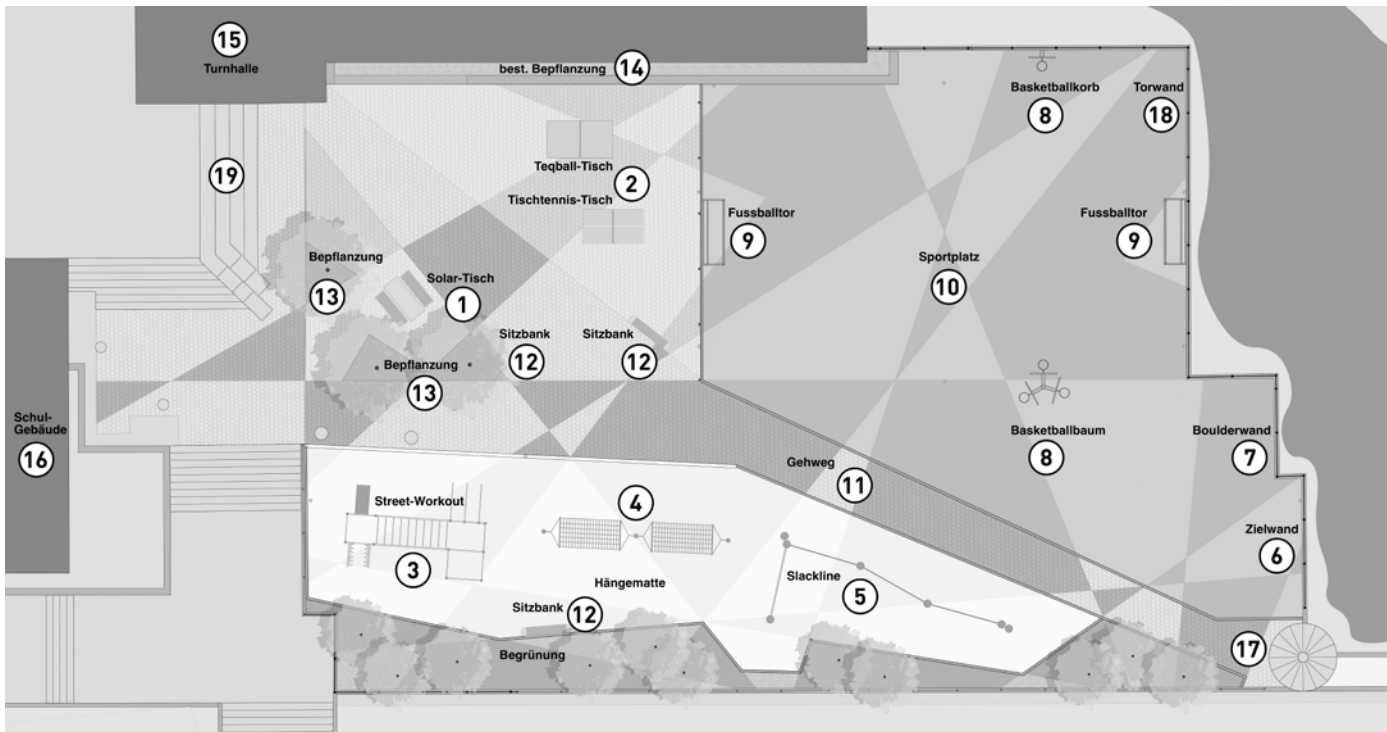 15
Turnhalle
best. Bepflanzung 14
Basketballkorb
8
Torwand
18
19
Teqball-Tisch
2
Tischtennis-Tisch
Fussballtor
9
Fussballtor
9
Bepflanzung
13
Solar-Tisch
1
Sportplatz
10
Sitzbank
12
Sitzbank
12
Bepflanzung
13
Schul-
Gebäude
16
Basketballbaum
8
Boulderwand
7
Gehweg
11
Street-Workout
3
4
Hängematte
Slackline
5
Zielwand
6
Sitzbank 12
Begrünung
17